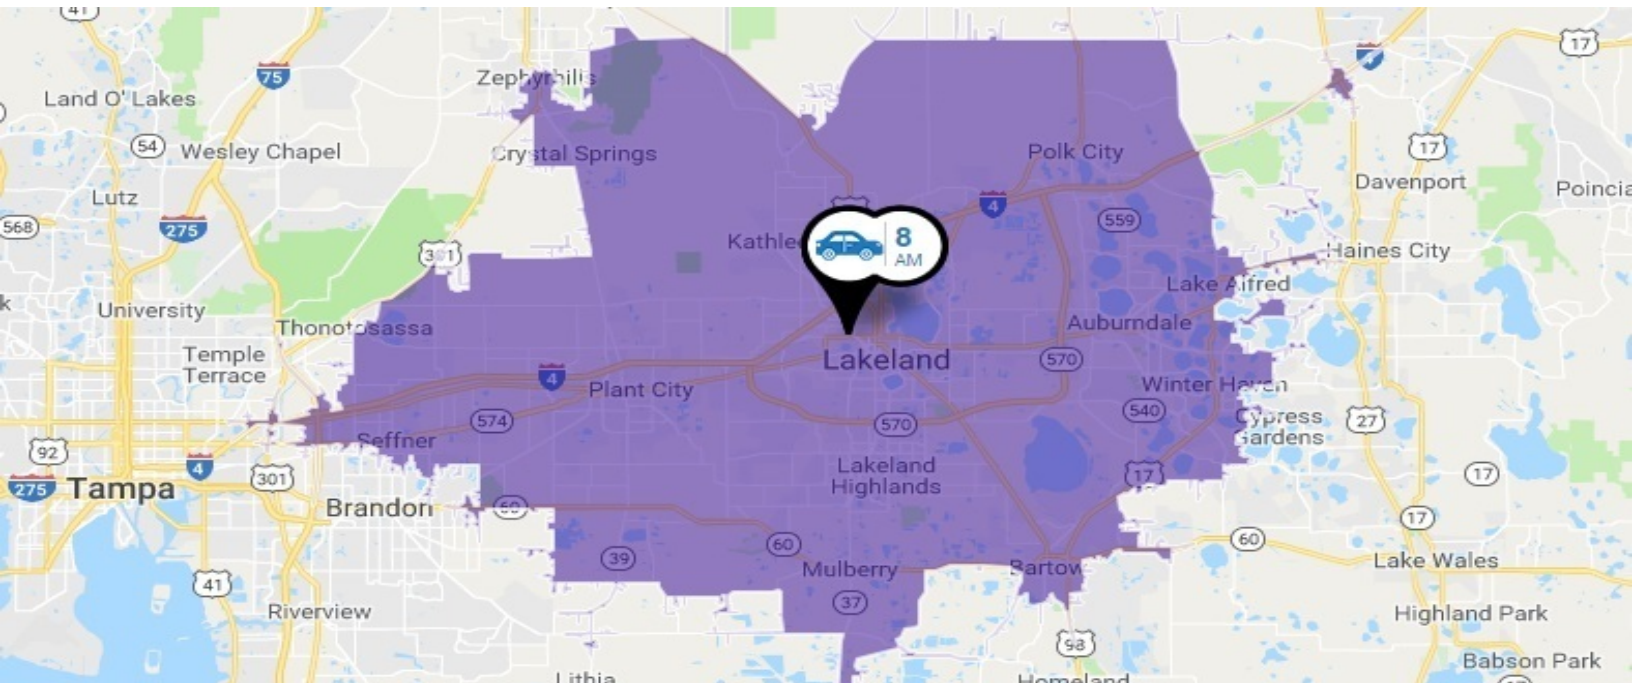 41
75
4
17
Zephyrhills
Land O' Lakes
54
Wesley Chapel
Crystal Springs
Polk City
17
Davenport
Poincia
Lutz
568
275
4
559
301
Kathle
8
AM
Haines City
k
University
Lake Alfred
Thonotosassa
Auburndale
Temple
Terrace
Lakeland
570
4
Plant City
Winter Haven
574
540
570
Cypress
Gardens
27
Seffner
92
4
301
Lakeland
Highlands
17
17
275
Tampa
Brandon
60
17
60
60
39
Mulberry
Bartow
Lake Wales
41
37
Riverview
Highland Park
98
Babson Park
Lithia
Homeland